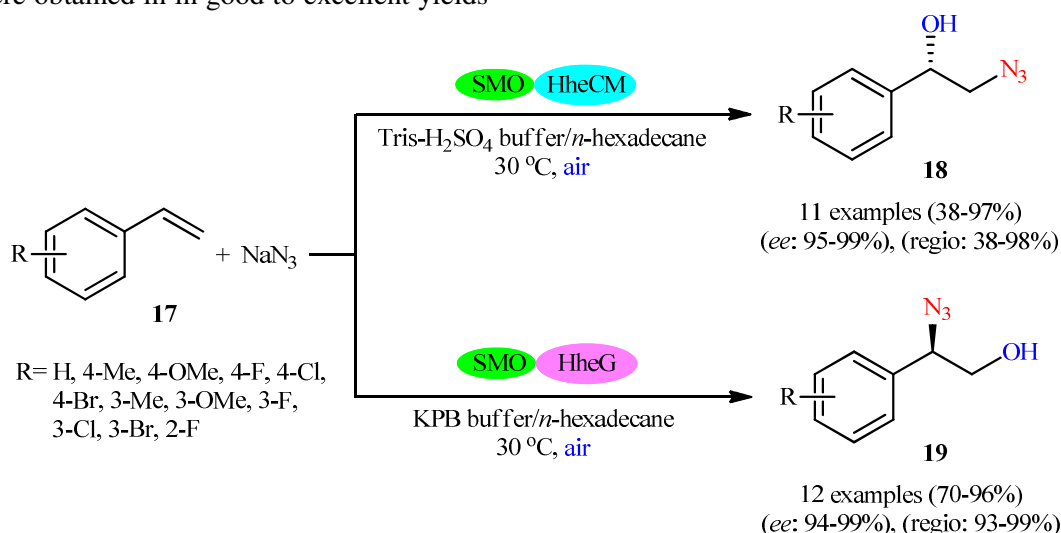 ere obtained in in good to excellent yields
OH
N3
SMO HheCM
R
Tris-H2SO4 buffer/n-hexadecane
30 °C, air
18
11 examples (38-97%)
(ee: 95-99%), (regio: 38-98%)
R
+ NaN3
17
N3
OH
SMO HheG
R= H, 4-Me, 4-OMe, 4-F, 4-Cl,
4-Br, 3-Me, 3-OMe, 3-F,
3-Cl, 3-Br, 2-F
R
KPB buffer/n-hexadecane
30 °C, air
19
12 examples (70-96%)
(ee: 94-99%), (regio: 93-99%)